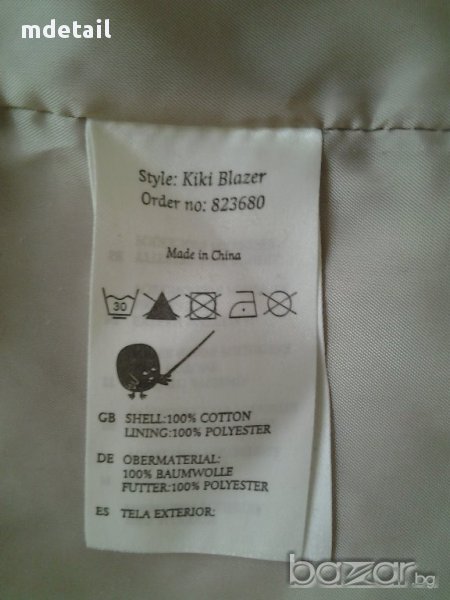 mdetail
Style: Kiki Blazer
Order no: 823680
Made in China
30
GB SHELL:100% COTTON
LINING:100% POLYESTER
DE OBERMATERIAL:
100% BAUMWOLLE
FUTTER:100% POLYESTER
ES TELA EXTERIOR:
bazar.bg